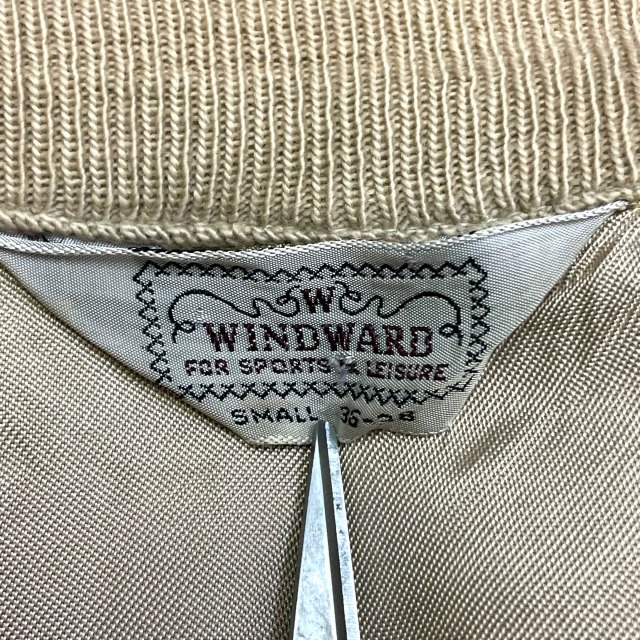 W
WINDWARD
FOR SPORTS & LEISURE
SMALL 36-38